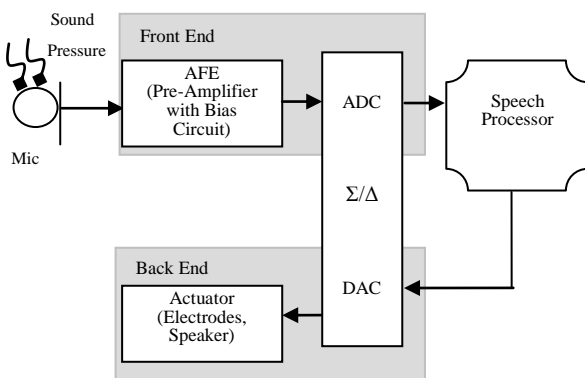 Sound
Pressure
Mic
Front End
AFE
(Pre-Amplifier
with Bias
Circuit)
ADC
Σ/Δ
DAC
Speech
Processor
Back End
Actuator
(Electrodes,
Speaker)